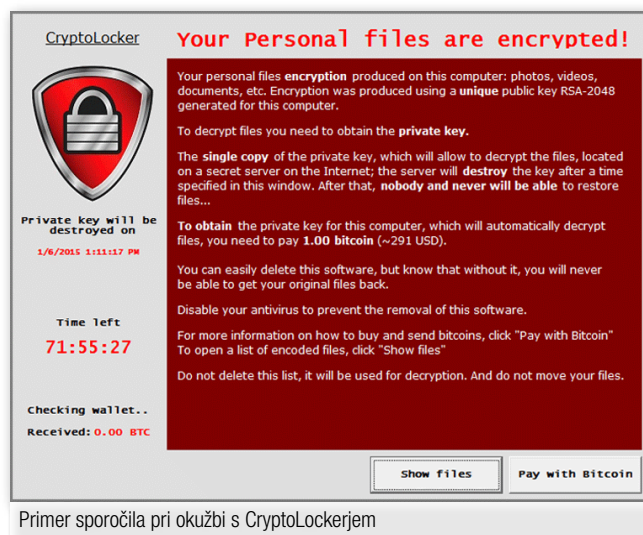 CryptoLocker
Your Personal files are encrypted!
Private key will be
destroyed on
1/6/2015 1:11:17 PM
Time left
71:55:27
Checking wallet..
Received: 0.00 BTC
Your personal files encryption produced on this computer: photos, videos,
documents, etc. Encryption was produced using a unique public key RSA-2048
generated for this computer.
To decrypt files you need to obtain the private key.
The single copy of the private key, which will allow to decrypt the files, located
on a secret server on the Internet; the server will destroy the key after a time
specified in this window. After that, nobody and never will be able to restore
files...
To obtain the private key for this computer, which will automatically decrypt
files, you need to pay 1.00 bitcoin (~291 USD).
You can easily delete this software, but know that without it, you will never
be able to get your original files back.
Disable your antivirus to prevent the removal of this software.
For more information on how to buy and send bitcoins, click "Pay with Bitcoin"
To open a list of encoded files, click "Show files"
Do not delete this list, it will be used for decryption. And do not move your files.
Show files
Pay with Bitcoin
Primer sporočila pri okužbi s CryptoLockerjem